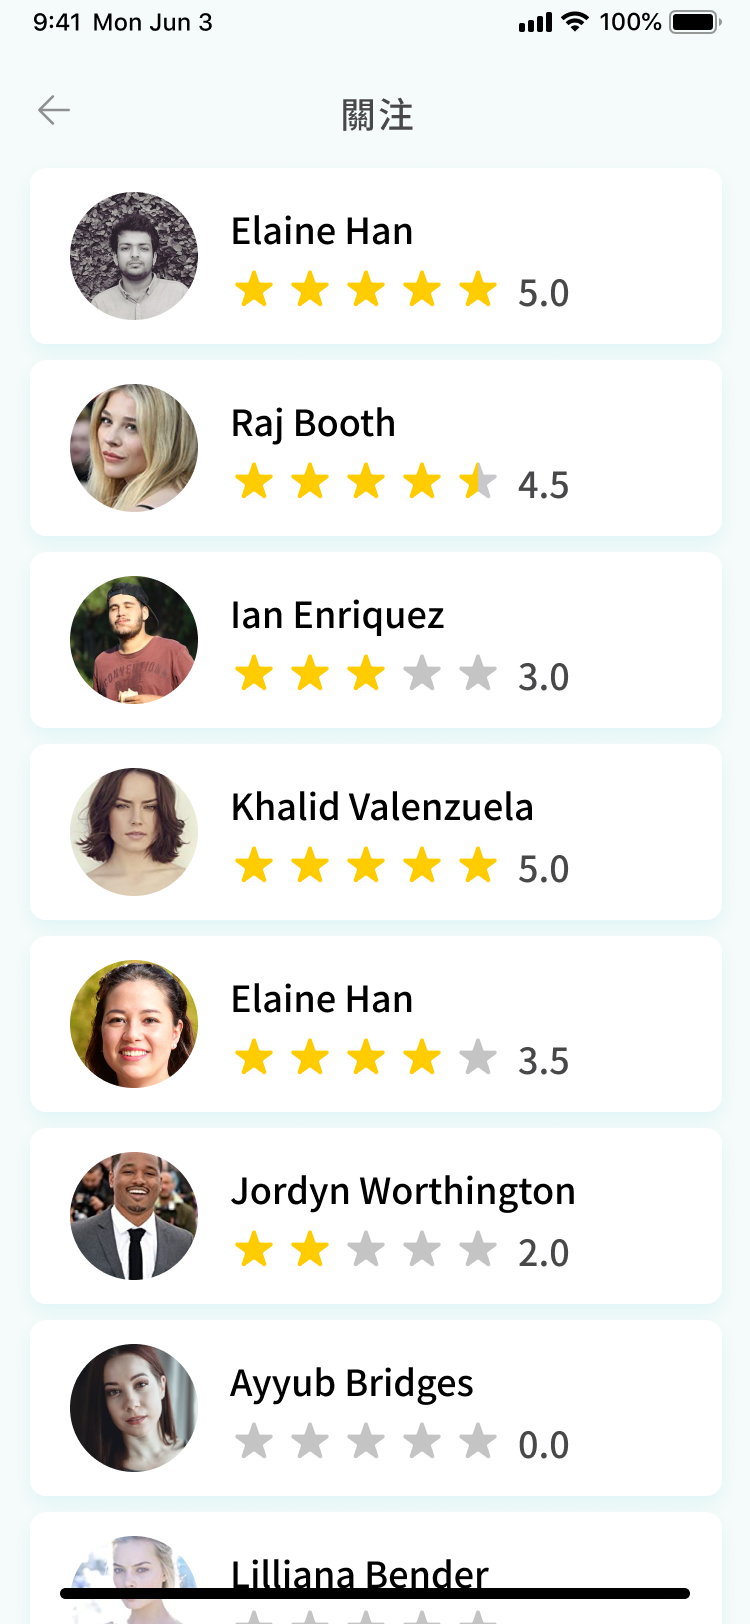 9:41 Mon Jun 3 100%
關注
Elaine Han
5.0
Raj Booth
4.5
Ian Enriquez
3.0
Khalid Valenzuela
5.0
Elaine Han
3.5
Jordyn Worthington
2.0
Ayyub Bridges
0.0
Lilliana Bender